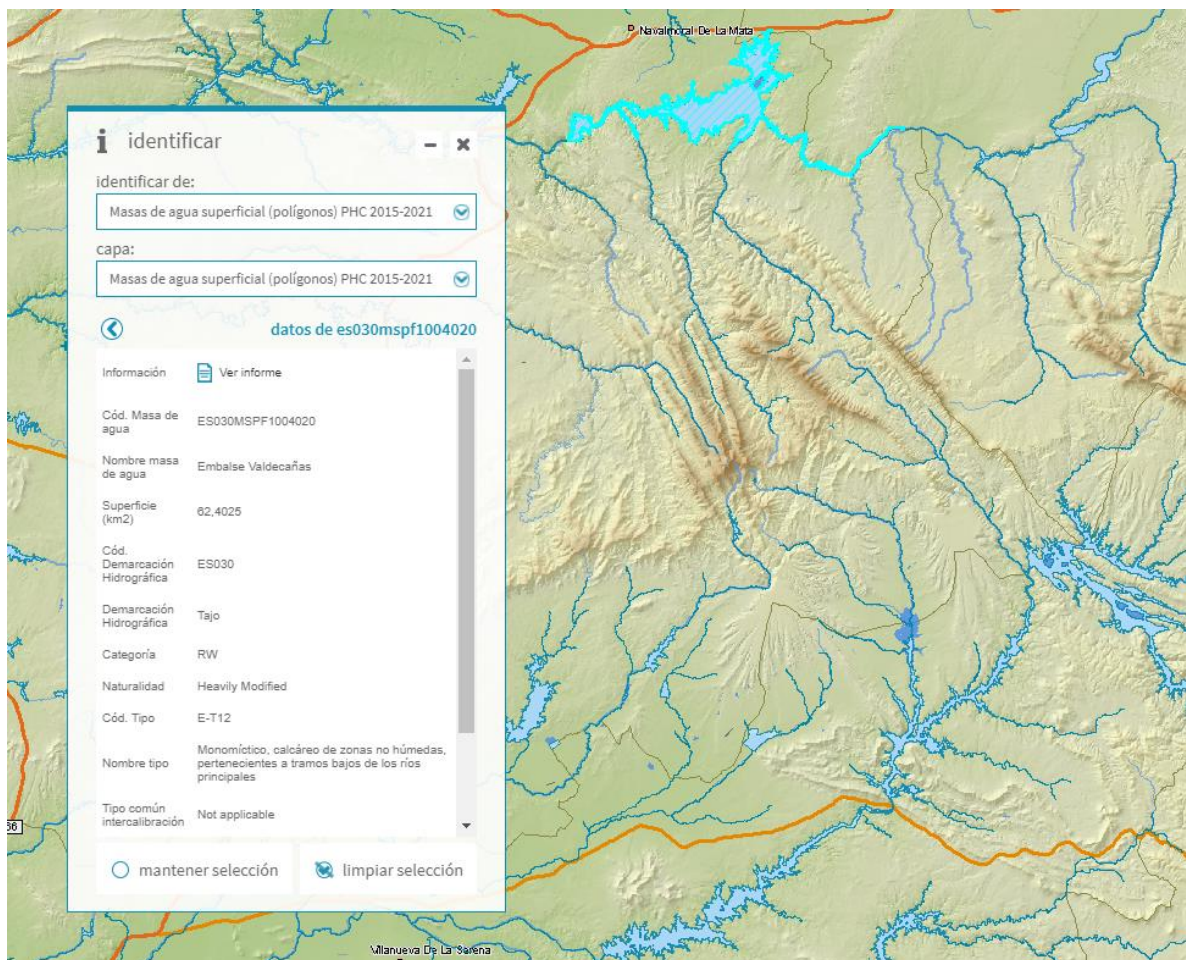 Navalmoral De La Mata
i identificar
identificar de:
Masas de agua superficial (polígonos) PHC 2015-2021
capa:
Masas de agua superficial (polígonos) PHC 2015-2021
datos de es030mspf1004020
Información Ver informe
Cód. Masa de
agua ES030MSPF1004020
Nombre masa
de agua Embalse Valdecañas
Superficie
(km2) 62,4025
Cód.
Demarcación
Hidrográfica ES030
Demarcación
Hidrográfica Tajo
Categoría RW
Naturalidad Heavily Modified
Cód. Tipo E-T12
Nombre tipo Monomíctico, calcáreo de zonas no húmedas,
pertenecientes a tramos bajos de los ríos
principales
Tipo común
intercalibración Not applicable
66
mantener selección limpiar selección
Villanueva De La Serena